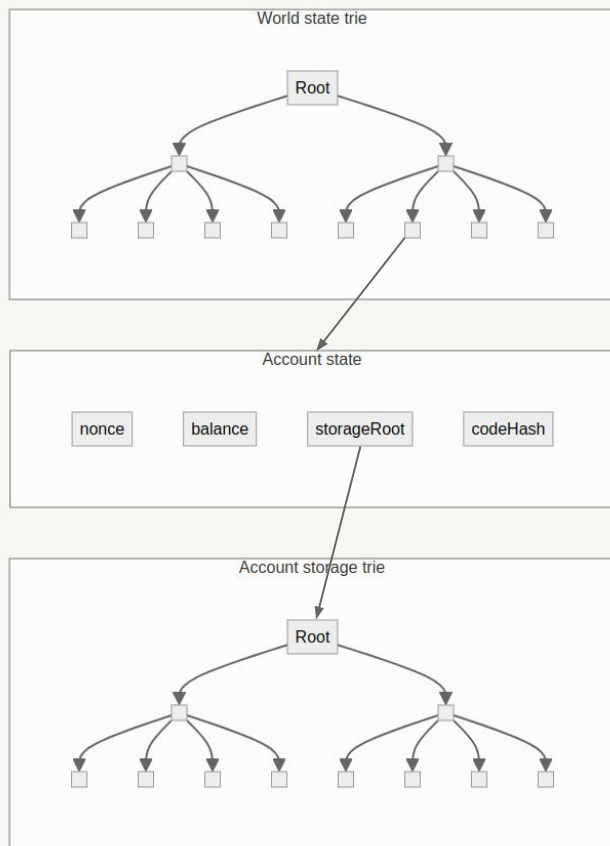 World state trie
Root
Account state
nonce balance storageRoot codeHash
Account storage trie
Root